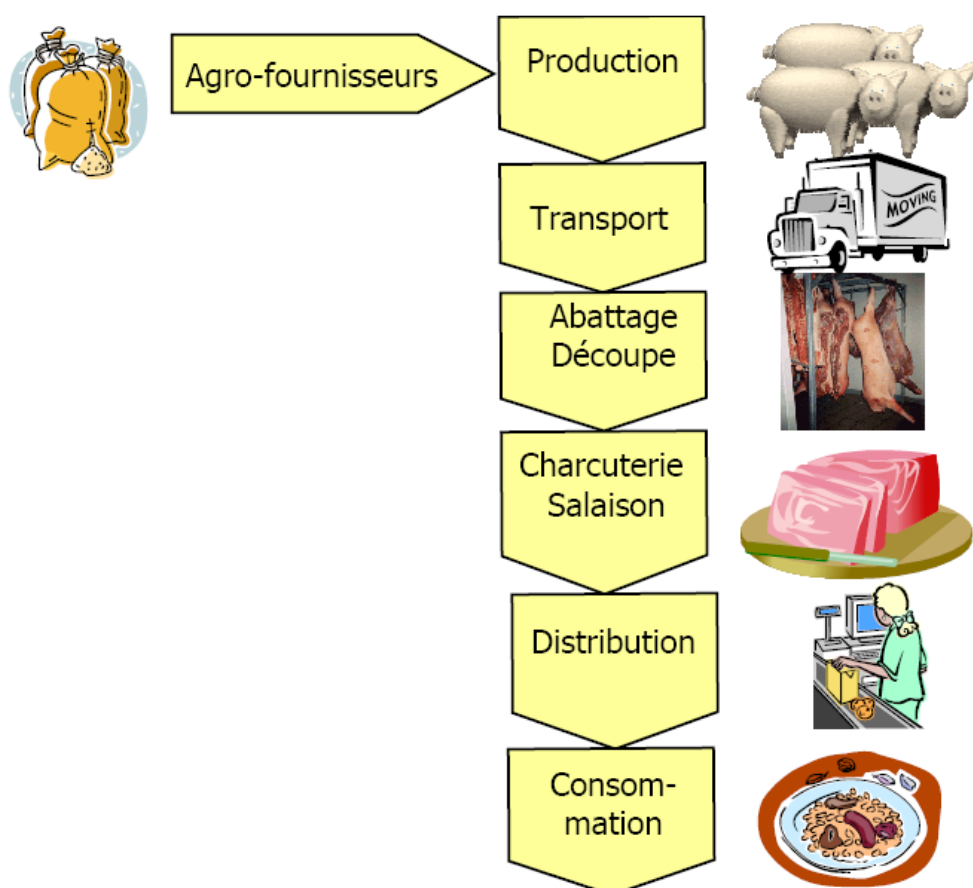 Agro-fournisseurs
Production
Transport
MOVING
Abattage
Découpe
Charcuterie
Salaison
Distribution
Consom-
mation